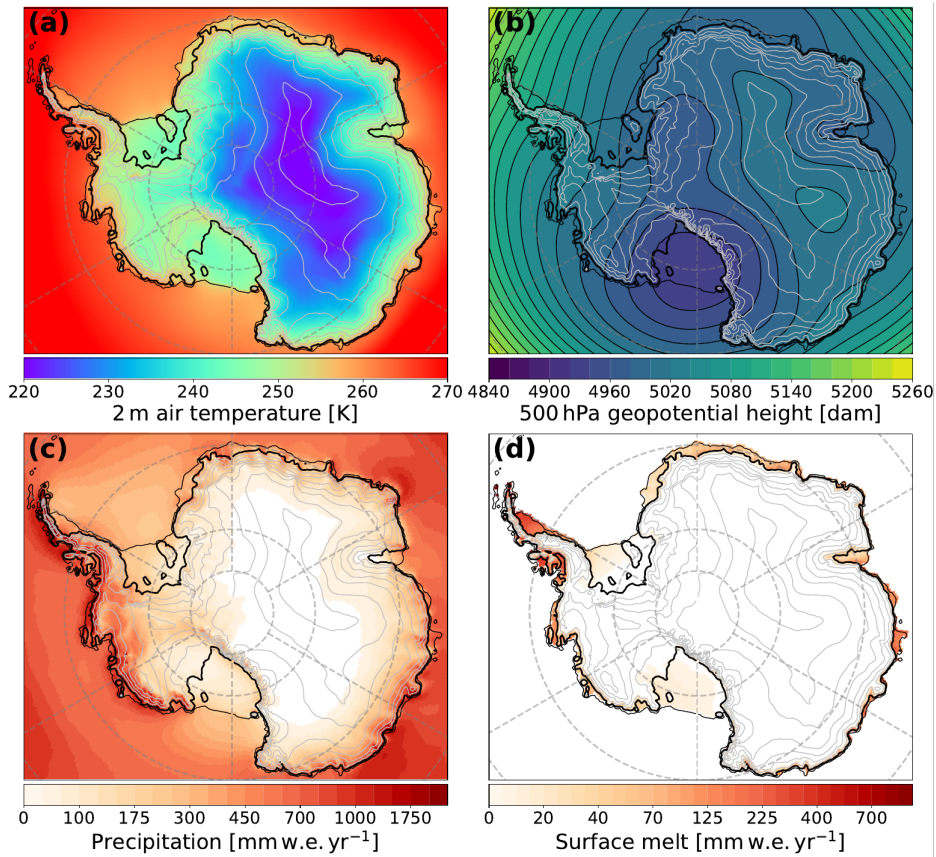 (a)
(b)
220 230 240 250 260 270
2 m air temperature [K]
4840 4900 4960 5020 5080 5140 5200 5260
500 hPa geopotential height [dam]
(c)
(d)
0 100 175 300 450 700 1000 1750
Precipitation [mm w.e. yr⁻¹]
0 20 40 70 125 225 400 700
Surface melt [mm w.e. yr⁻¹]